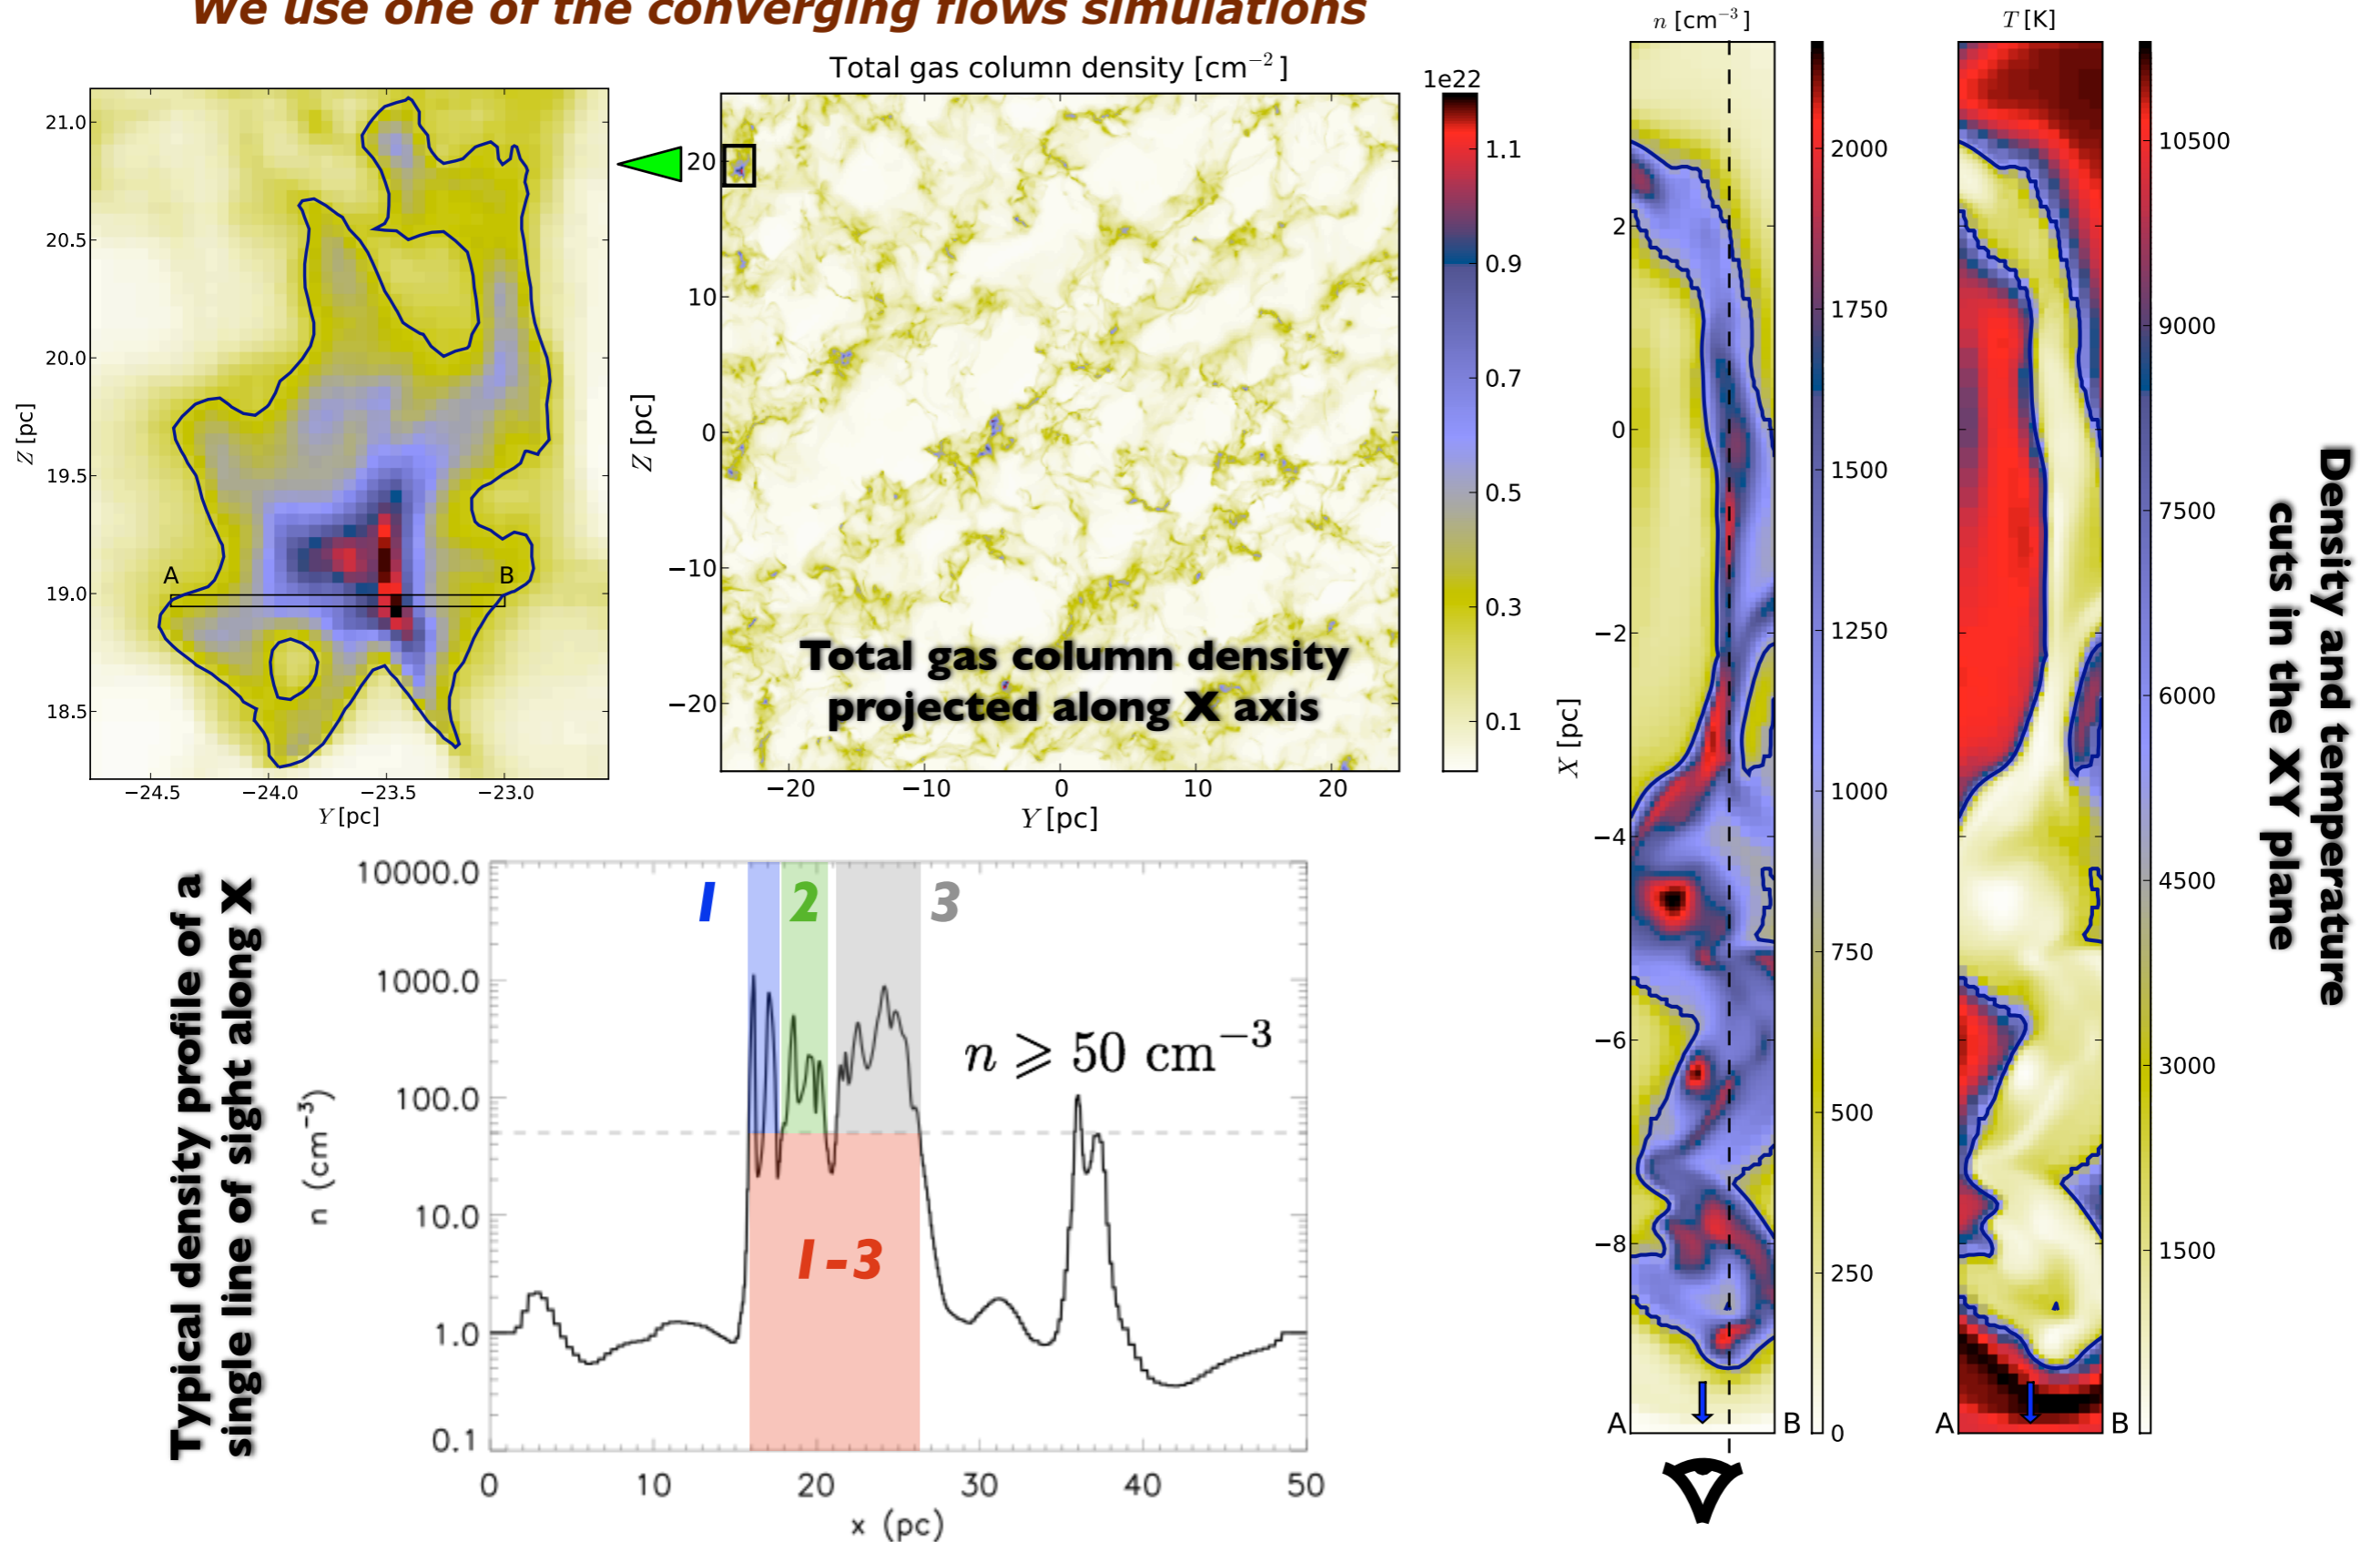 We use one of the converging flows simulations
21.0
20.5
20.0
19.5
19.0
18.5
Z [pc]
A
B
−24.5 −24.0 −23.5 −23.0
Y [pc]
Total gas column density [cm−2]
20
10
0
−10
−20
Z [pc]
Total gas column density
projected along X axis
−20 −10 0 10 20
Y [pc]
1e22
1.1
0.9
0.7
0.5
0.3
0.1
Typical density profile of a
single line of sight along X
10000.0
1000.0
100.0
10.0
1.0
0.1
n (cm−3)
1 2 3
n ⩾ 50 cm−3
1-3
0 10 20 30 40 50
x (pc)
n [cm−3]
2
0
−2
−4
−6
−8
X [pc]
A B
2000
1750
1500
1250
1000
750
500
250
0
T [K]
A B
10500
9000
7500
6000
4500
3000
1500
Density and temperature
cuts in the XY plane